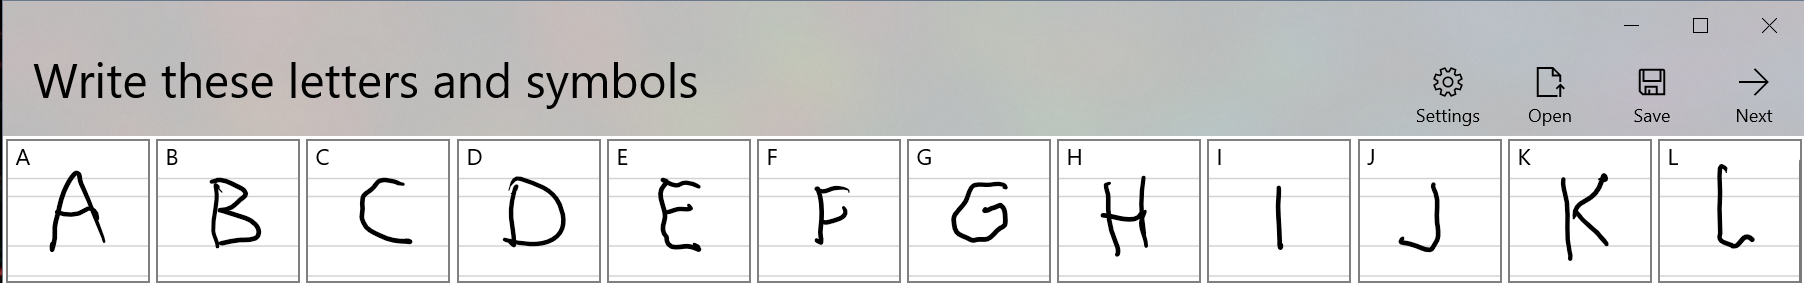 Write these letters and symbols
Settings Open Save Next
A B C D E F G H I J K L
A B C D E F G H I J K L